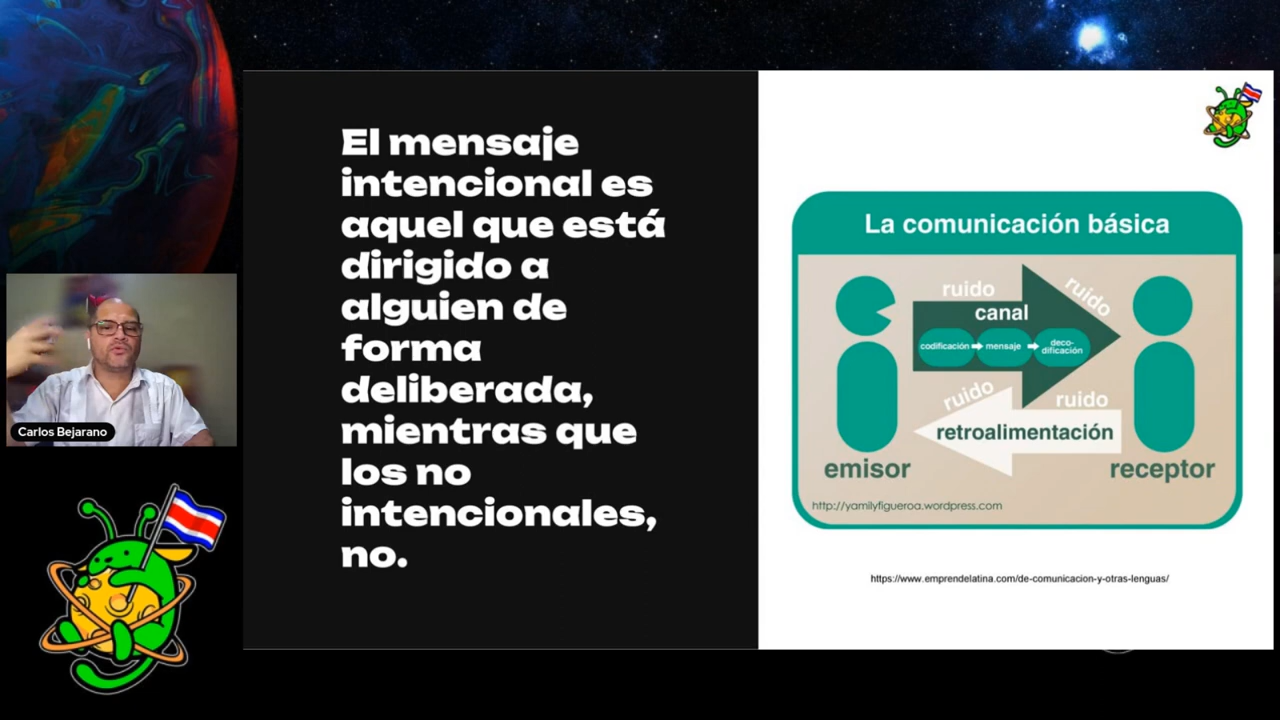 El mensaje
intencional es
aquel que está
dirigido a
alguien de
forma
deliberada,
mientras que
los no
intencionales,
no.
La comunicación básica
ruido
ruido
canal
codificación
mensaje
deco-
dificación
ruido
ruido
retroalimentación
emisor
receptor
http://yamilyfigueroa.wordpress.com
https://www.emprendelatina.com/de-comunicacion-y-otras-lenguas/
Carlos Bejarano